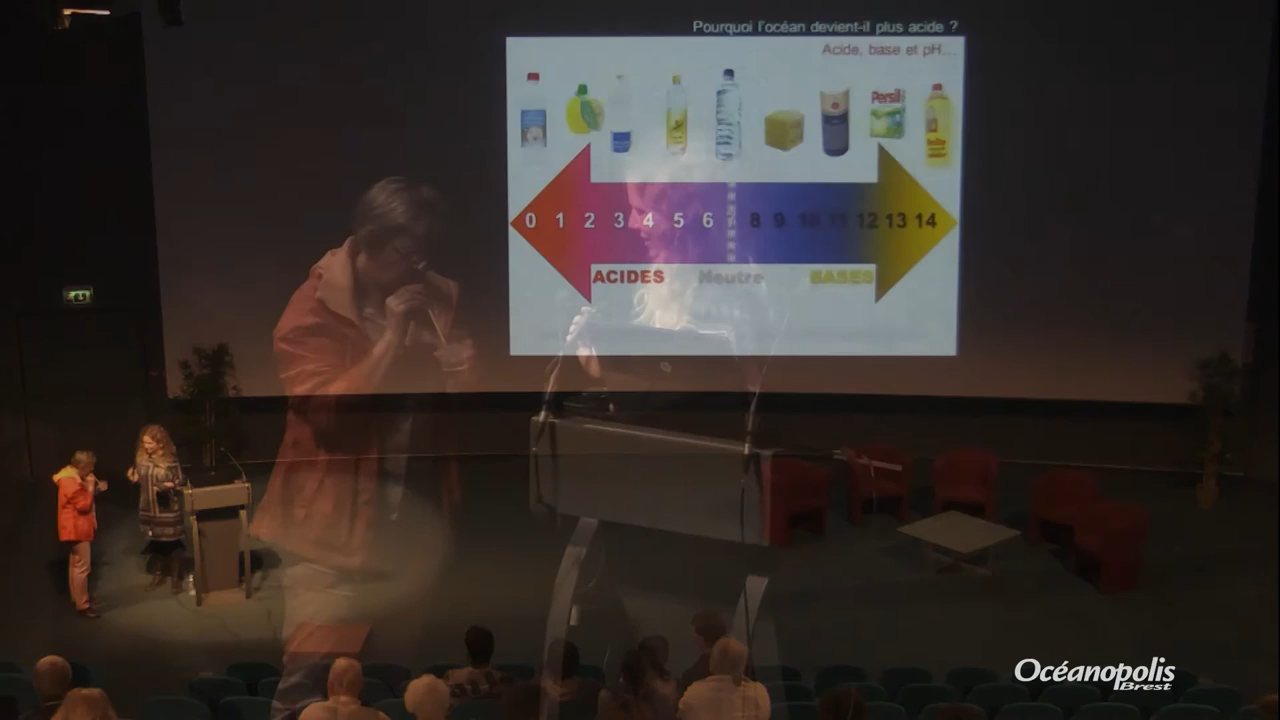 Pourquoi l'océan devient-il plus acide ?
Acide, base et pH...
Persil
0 1 2 3 4 5 6 8 9 10 11 12 13 14
ACIDES Neutre BASES
Océanopolis
Brest